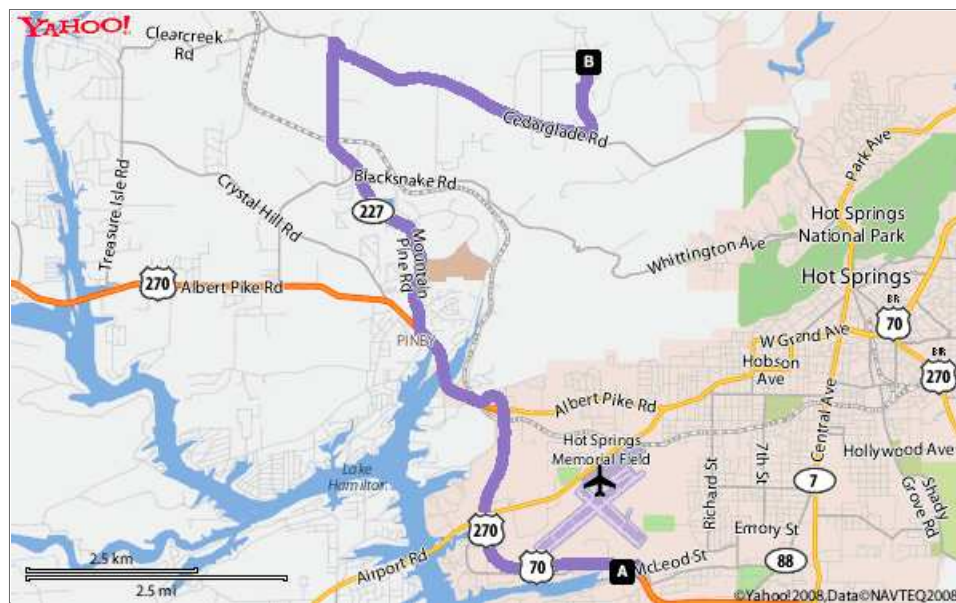 YAHOO!
Clearcreek
Rd
B
Cedarglade Rd
Park Ave
Treasure Isle Rd
Crystal Hill Rd
Blacksnake Rd
227
Mountain
Pine Rd
Hot Springs
National Park
Whittington Ave
270
Albert Pike Rd
Hot Springs
BR
70
PINEY
W Grand Ave
Hobson
Ave
BR
270
Albert Pike Rd
Central Ave
Hot Springs
Memorial Field
Hollywood Ave
Lake
Hamilton
Richard St
7th St
7
Shady
Grove Rd
270
Emory St
Airport Rd
70
A
McLeod St
88
2.5 km
2.5 mi
©Yahoo! 2008, Data©NAVTEQ2008